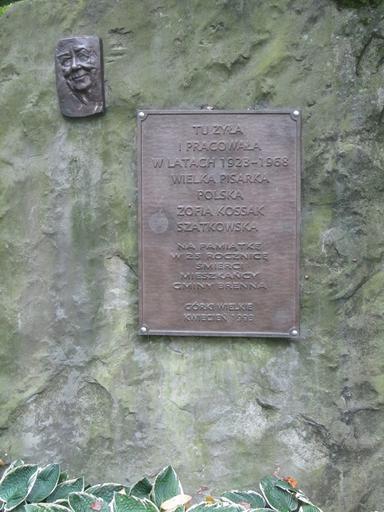 TU ŻYŁA
I PRACOWAŁA
W LATACH 1923-1968
WIELKA PISARKA
POLSKA
ZOFIA KOSSAK
SZATKOWSKA
NA PAMIĄTKĘ
W 25 ROCZNICĘ
ŚMIERCI
MIESZKAŃCY
GMINY BRENNA
GÓRKI WIELKIE
KWIECIEŃ 1993